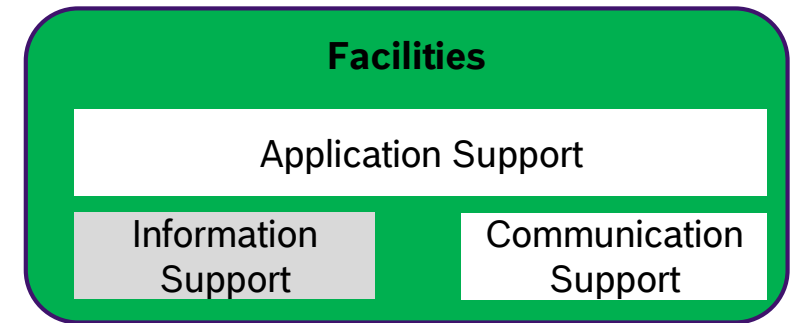 Facilities
Application Support
Information
Support
Communication
Support